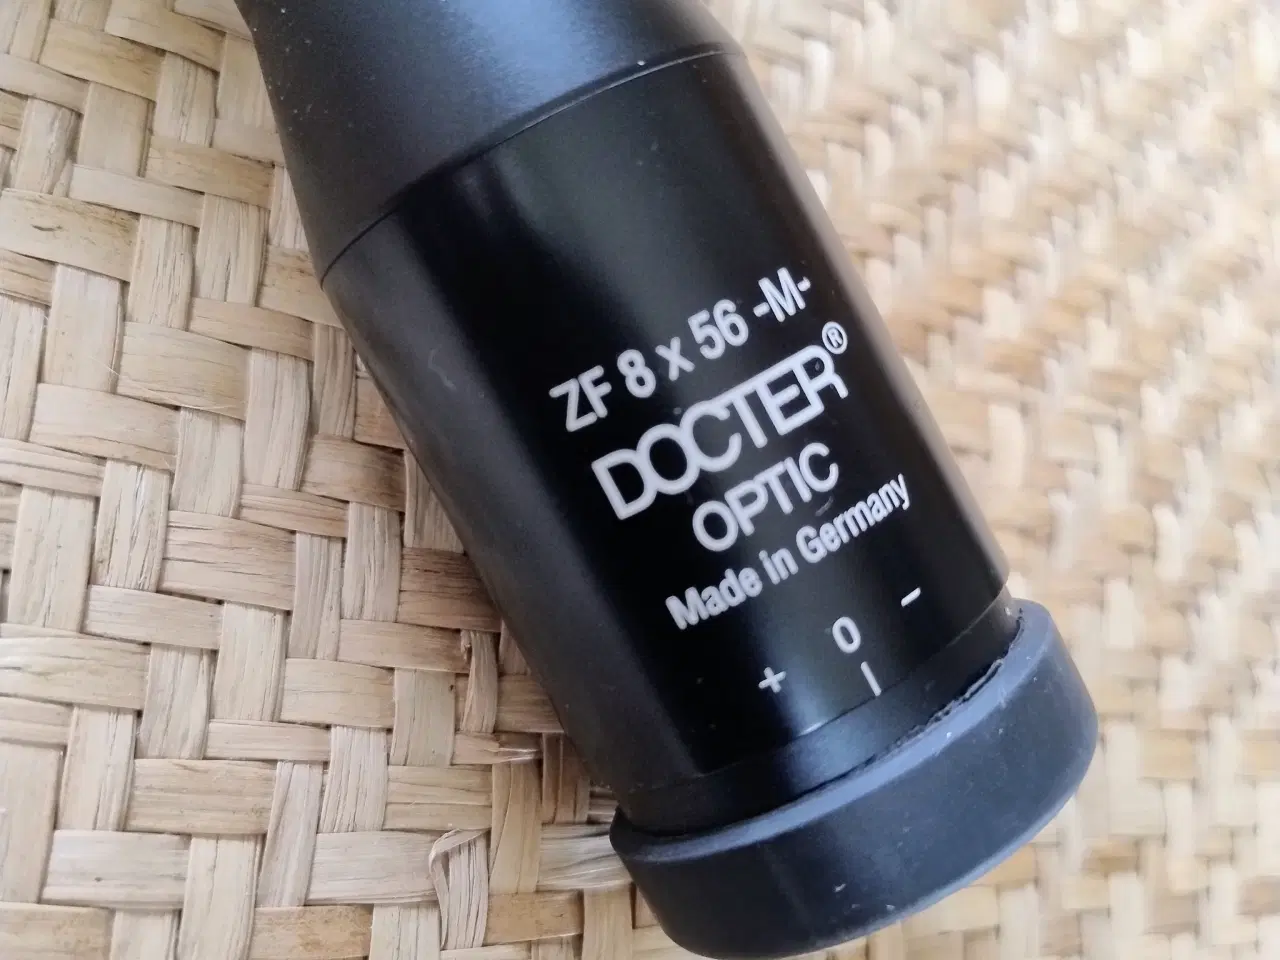 ZF 8 x 56 -M-
DOCTER®
OPTIC
Made in Germany
+ 0 -